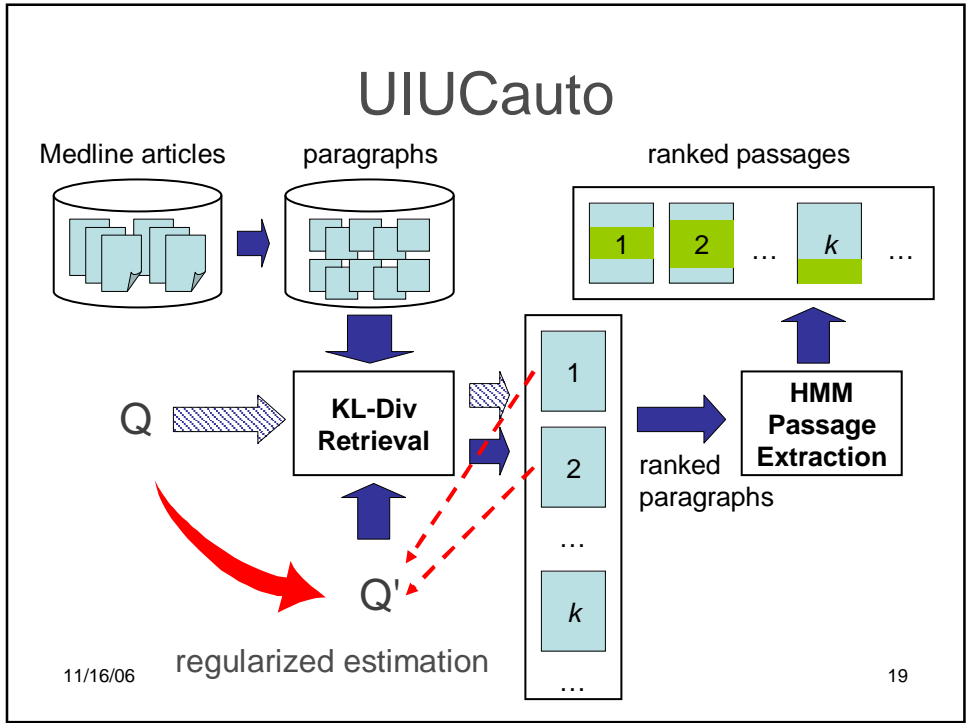 UIUCauto
Medline articles
paragraphs
ranked passages
1
2
…
k
…
Q
KL-Div
Retrieval
1
2
…
k
…
ranked
paragraphs
HMM
Passage
Extraction
Q'
regularized estimation
11/16/06
19